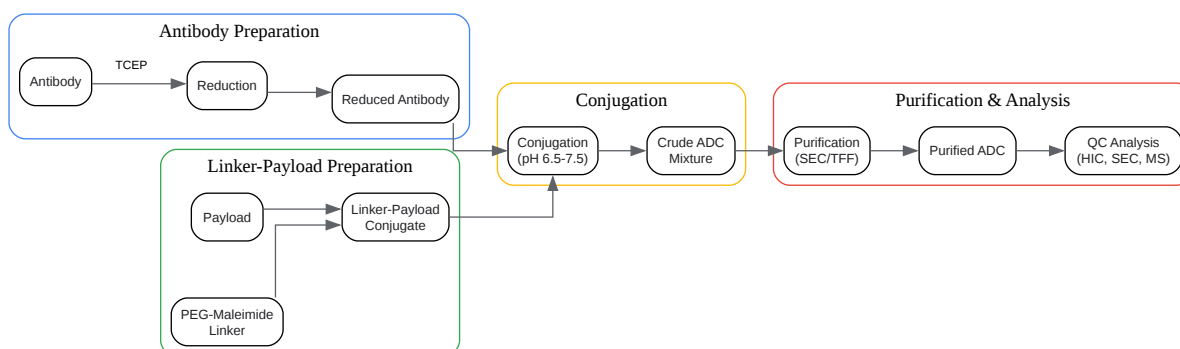 Antibody Preparation
Antibody
TCEP
Reduction
Reduced Antibody
Linker-Payload Preparation
Payload
Linker-Payload
Conjugate
PEG-Maleimide
Linker
Conjugation
Conjugation
(pH 6.5-7.5)
Crude ADC
Mixture
Purification & Analysis
Purification
(SEC/TFF)
Purified ADC
QC Analysis
(HIC, SEC, MS)